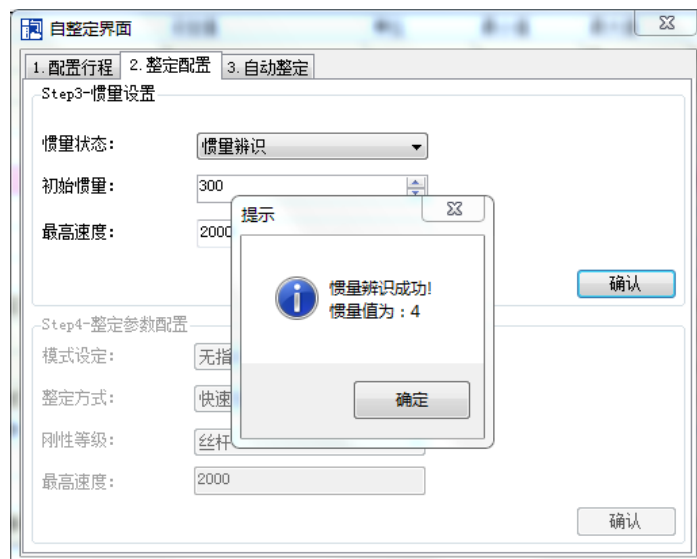 自整定界面
1.配置行程 2.整定配置 3.自动整定
Step3-惯量设置
惯量状态: 惯量辨识
初始惯量: 300
最高速度: 2000
确认
提示
惯量辨识成功!
惯量值为:4
确定
Step4-整定参数配置
模式设定: 无指
整定方式: 快速
刚性等级: 丝杆
最高速度: 2000
确认